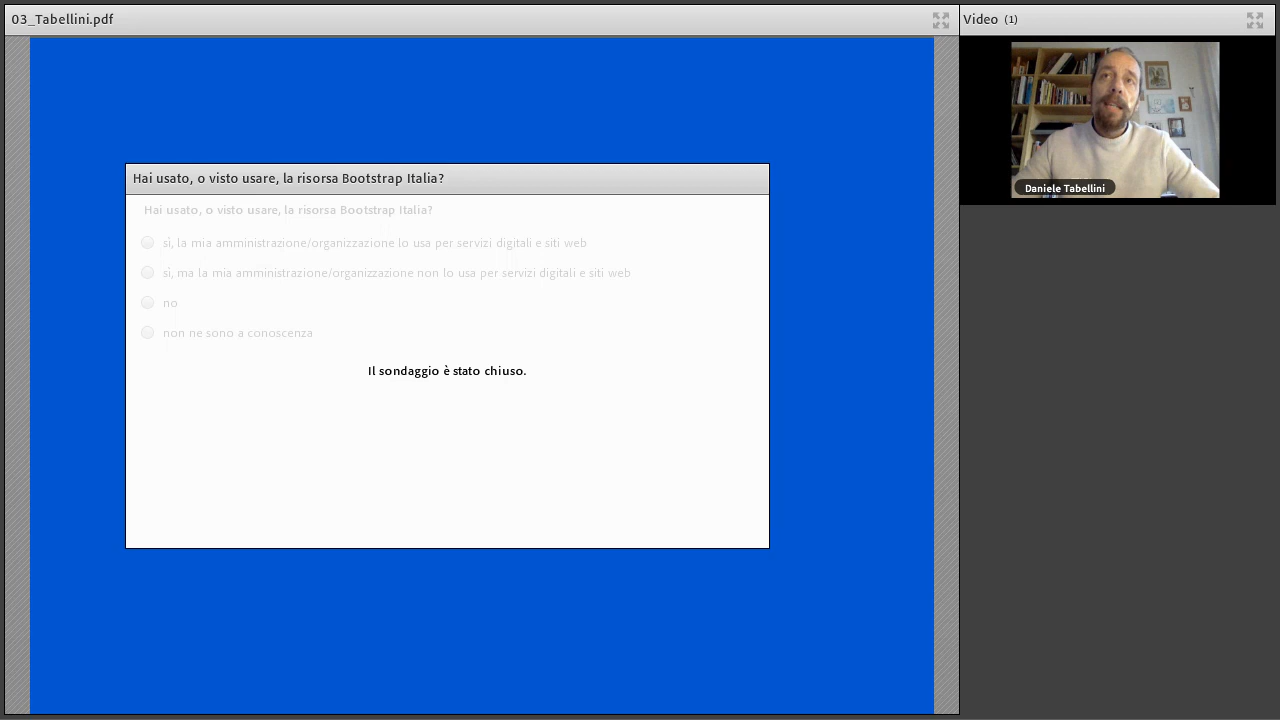 03_Tabellini.pdf
Video (1)
Daniele Tabellini
Hai usato, o visto usare, la risorsa Bootstrap Italia?
Hai usato, o visto usare, la risorsa Bootstrap Italia?
sì, la mia amministrazione/organizzazione lo usa per servizi digitali e siti web
sì, ma la mia amministrazione/organizzazione non lo usa per servizi digitali e siti web
no
non ne sono a conoscenza
Il sondaggio è stato chiuso.